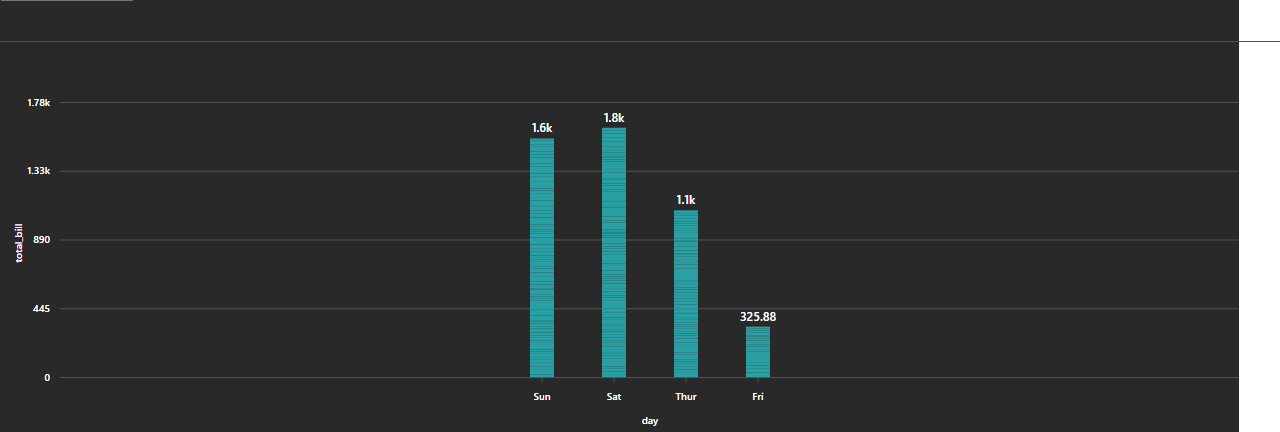 1.78k
1.33k
890
445
0
total_bill
1.6k
1.8k
1.1k
325.88
Sun
Sat
Thur
Fri
day